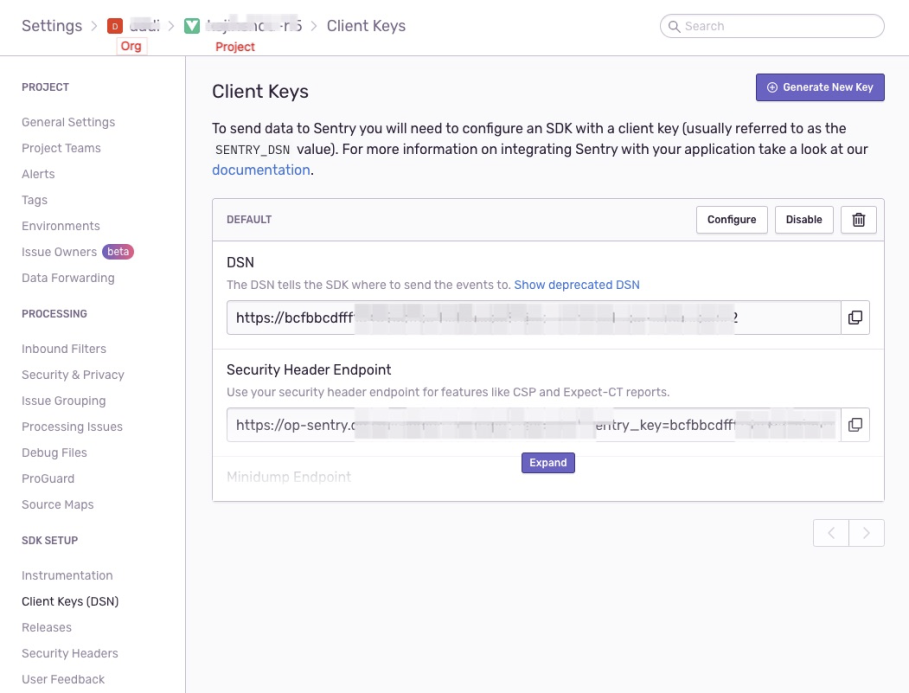 Settings > D > > Client Keys
Search
Org
Project
PROJECT
General Settings
Project Teams
Alerts
Tags
Environments
Issue Owners beta
Data Forwarding
PROCESSING
Inbound Filters
Security & Privacy
Issue Grouping
Processing Issues
Debug Files
ProGuard
Source Maps
SDK SETUP
Instrumentation
Client Keys (DSN)
Releases
Security Headers
User Feedback
Client Keys
Generate New Key
To send data to Sentry you will need to configure an SDK with a client key (usually referred to as the
SENTRY_DSN value). For more information on integrating Sentry with your application take a look at our
documentation.
DEFAULT
Configure
Disable
DSN
The DSN tells the SDK where to send the events to. Show deprecated DSN
https://bcfbbcdfff
Security Header Endpoint
Use your security header endpoint for features like CSP and Expect-CT reports.
https://op-sentry. entry_key=bcfbbcdff
Expand
Minidump Endpoint